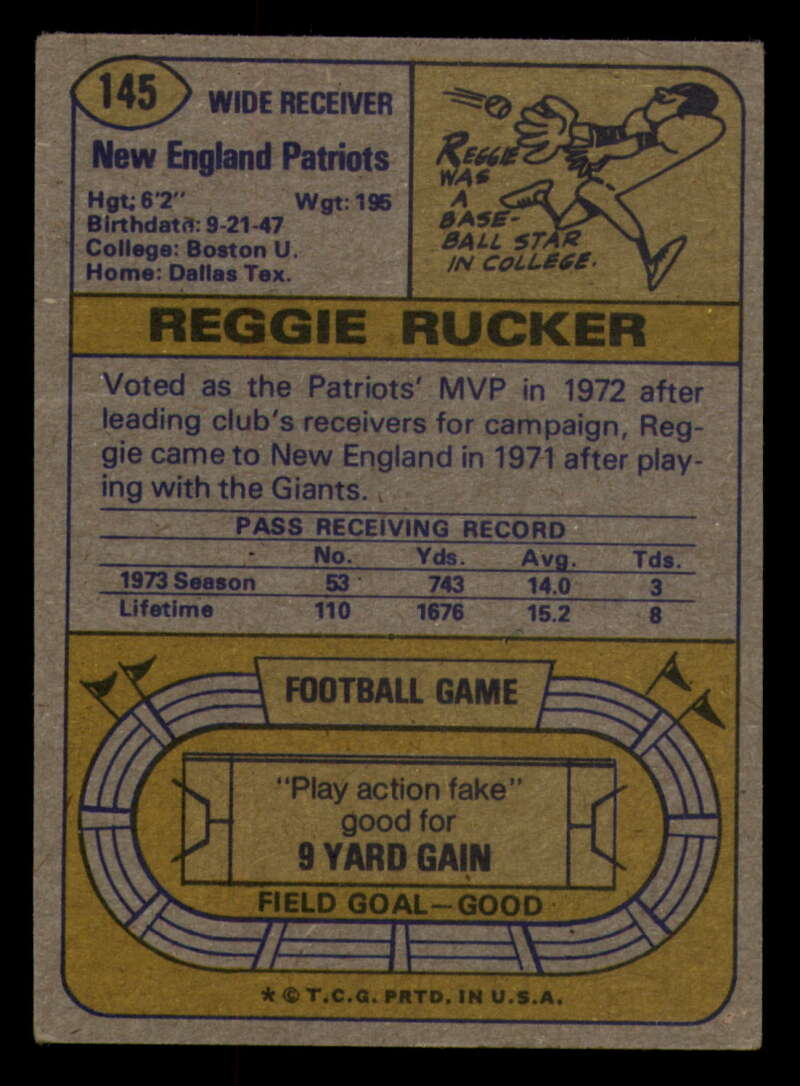 145
WIDE RECEIVER
New England Patriots
Hgt: 6'2" Wgt: 195
Birthdate: 9-21-47
College: Boston U.
Home: Dallas Tex.
REGGIE
WAS
A
BASE-
BALL STAR
IN COLLEGE.
REGGIE RUCKER
Voted as the Patriots' MVP in 1972 after
leading club's receivers for campaign, Reg-
gie came to New England in 1971 after play-
ing with the Giants.
PASS RECEIVING RECORD
No. Yds. Avg. Tds.
1973 Season 53 743 14.0 3
Lifetime 110 1676 15.2 8
FOOTBALL GAME
"Play action fake"
good for
9 YARD GAIN
FIELD GOAL—GOOD
* © T.C.G. PRTD. IN U.S.A.